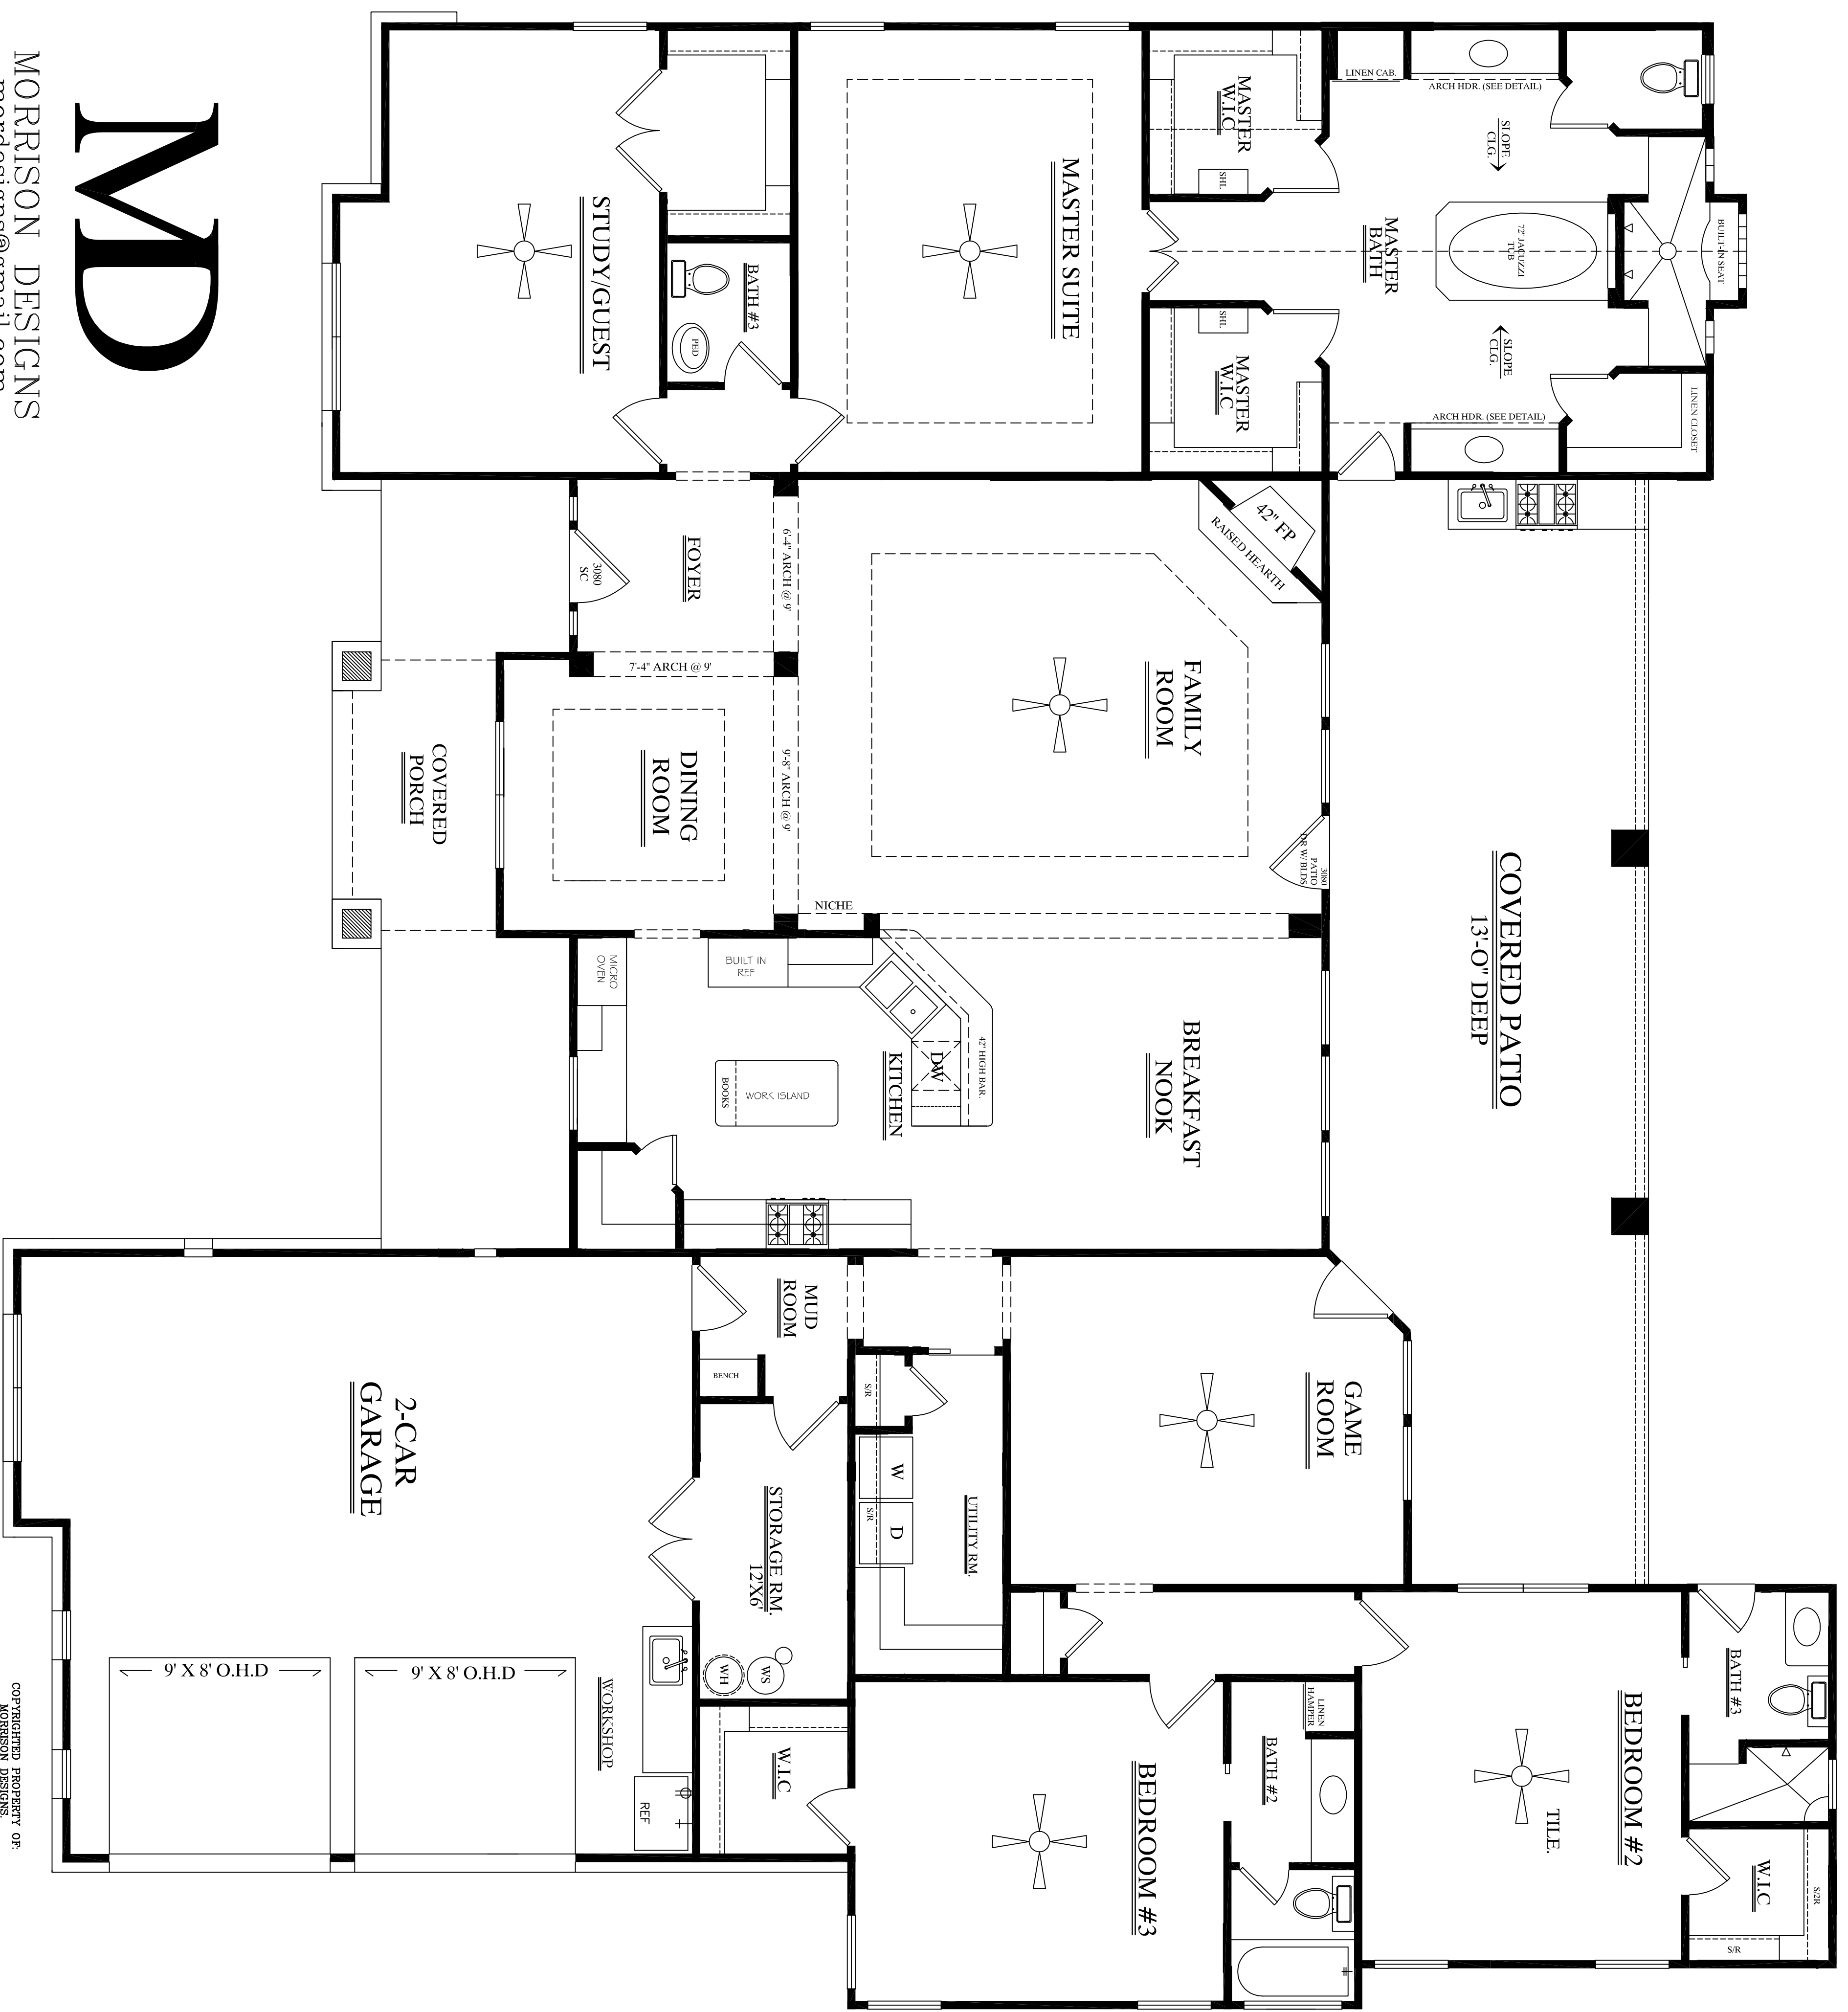 MD
MORRISON DESIGNS
mordesigns@gmail.com
COPYRIGHTED PROPERTY OF:
MORRISON DESIGNS.
LINEN CAB.
ARCH HDR. (SEE DETAIL)
SLOPE
CLG.
MASTER
W.I.C
SHL
MASTER
BATH
72" JACUZZI
TUB
BUILT-IN SEAT
SLOPE
CLG.
ARCH HDR. (SEE DETAIL)
LINEN CLOSET
SHL
MASTER
W.I.C
MASTER SUITE
BATH #3
PED
STUDY/GUEST
COVERED PATIO
13'-O" DEEP
42" FP
RAISED HEARTH
FAMILY
ROOM
3080
PATIO
DR W/ BLDS
6'-4" ARCH @ 9'
FOYER
3080
SC
7'-4" ARCH @ 9'
9'-8" ARCH @ 9'
DINING
ROOM
COVERED
PORCH
NICHE
BREAKFAST
NOOK
42" HIGH BAR.
DW
KITCHEN
BUILT IN
REF
MICRO
OVEN
WORK ISLAND
BOOKS
GAME
ROOM
MUD
ROOM
BENCH
S/R
W
D
S/R
UTILITY RM.
STORAGE RM.
12'X6'
WS
WH
2-CAR
GARAGE
WORKSHOP
REF
9' X 8' O.H.D
9' X 8' O.H.D
W.I.C
BEDROOM #3
BATH #2
LINEN
HAMPER
BEDROOM #2
TILE.
BATH #3
W.I.C
S/2R
S/R